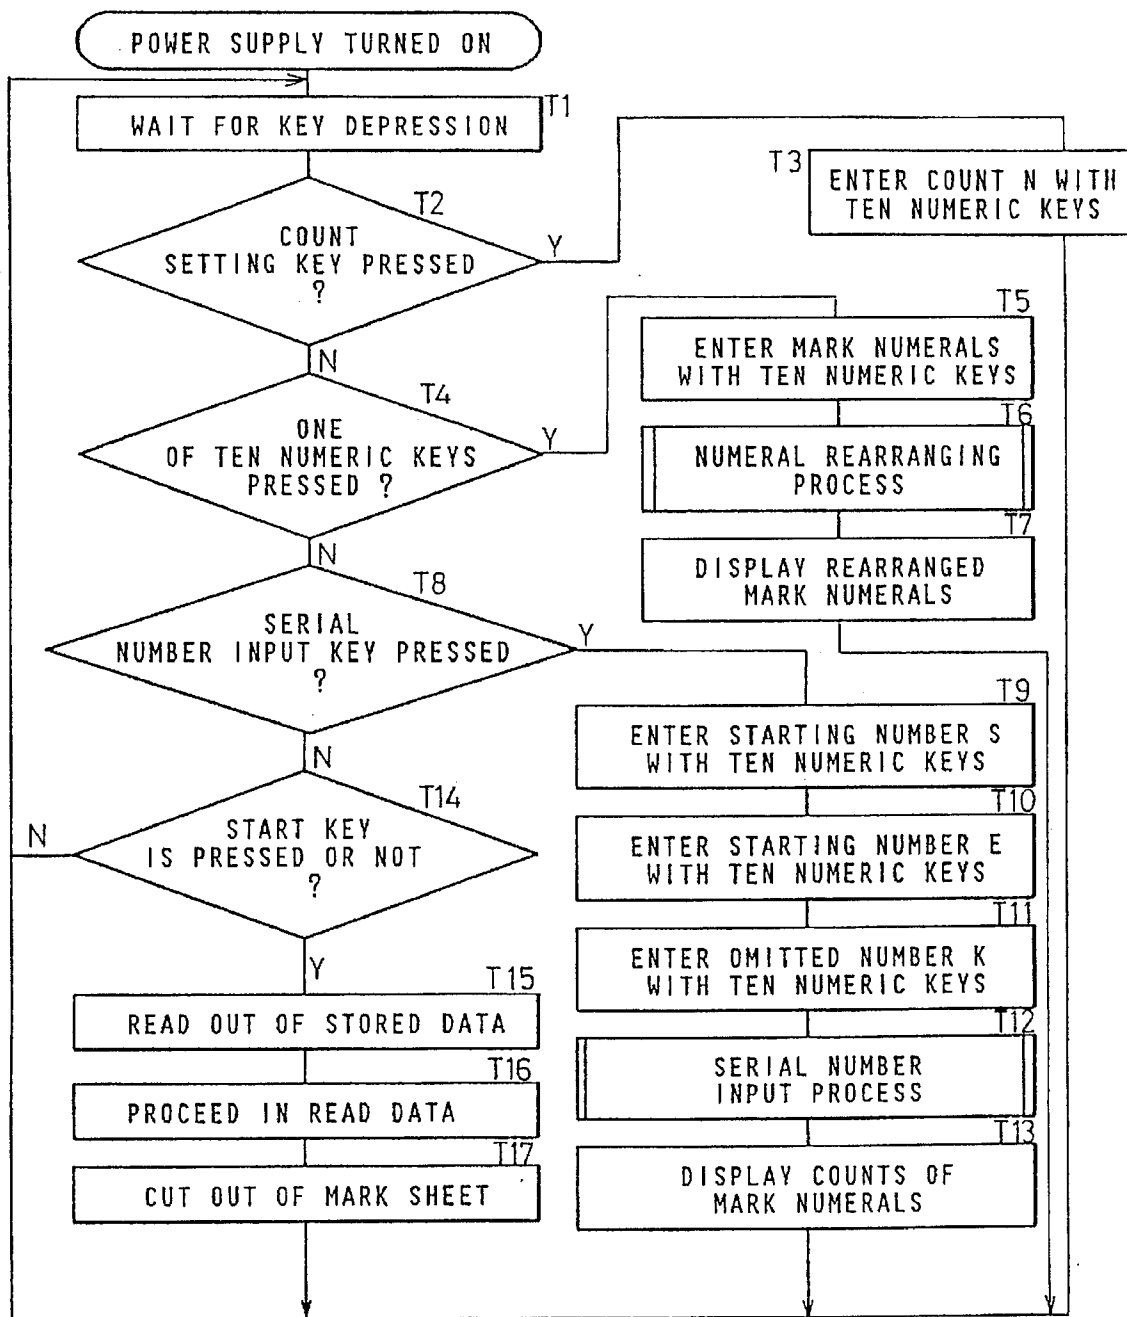 POWER SUPPLY TURNED ON
T1
WAIT FOR KEY DEPRESSION
T3
ENTER COUNT N WITH
TEN NUMERIC KEYS
T2
COUNT
SETTING KEY PRESSED
?
Y
N
T5
ENTER MARK NUMERALS
WITH TEN NUMERIC KEYS
T4
ONE
OF TEN NUMERIC KEYS
PRESSED ?
Y
N
T6
NUMERAL REARRANGING
PROCESS
T7
DISPLAY REARRANGED
MARK NUMERALS
T8
SERIAL
NUMBER INPUT KEY PRESSED
?
Y
N
T9
ENTER STARTING NUMBER S
WITH TEN NUMERIC KEYS
T10
ENTER STARTING NUMBER E
WITH TEN NUMERIC KEYS
T11
ENTER OMITTED NUMBER K
WITH TEN NUMERIC KEYS
T12
SERIAL NUMBER
INPUT PROCESS
T13
DISPLAY COUNTS OF
MARK NUMERALS
T14
START KEY
IS PRESSED OR NOT
?
N
Y
T15
READ OUT OF STORED DATA
T16
PROCEED IN READ DATA
T17
CUT OUT OF MARK SHEET